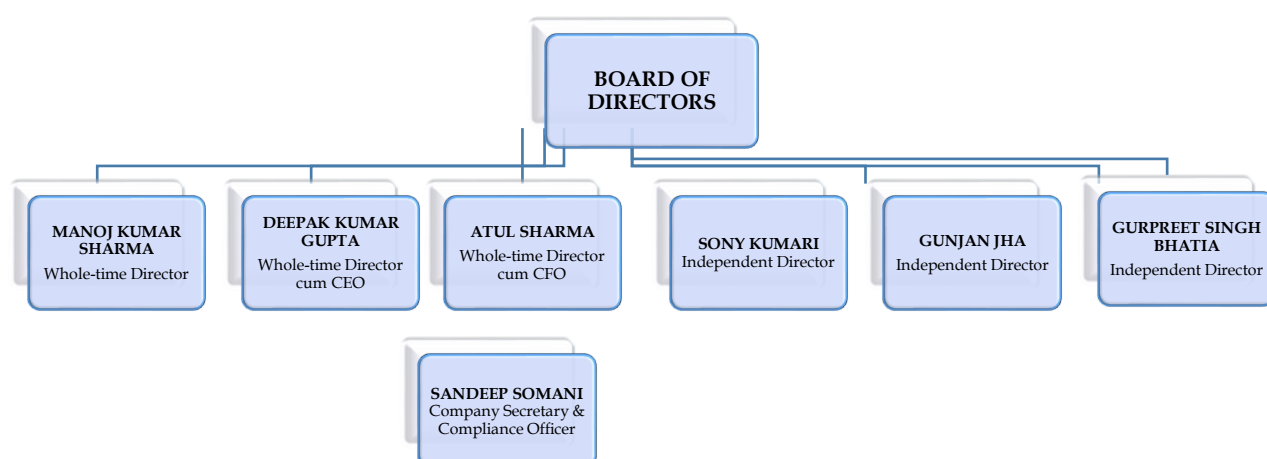 BOARD OF
DIRECTORS
MANOJ KUMAR
SHARMA
Whole-time Director
DEEPAK KUMAR
GUPTA
Whole-time Director
cum CEO
ATUL SHARMA
Whole-time Director
cum CFO
SONY KUMARI
Independent Director
GUNJAN JHA
Independent Director
GURPREET SINGH
BHATIA
Independent Director
SANDEEP SOMANI
Company Secretary &
Compliance Officer